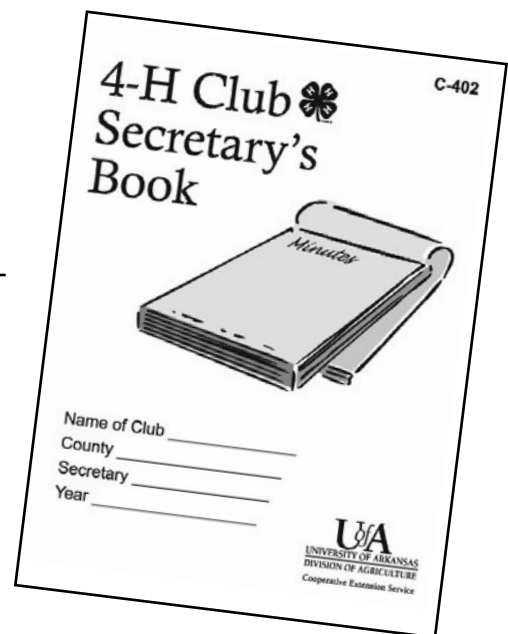 C-402
4-H Club
Secretary's
Book
H H
H H
Minutes
Name of Club
County
Secretary
Year
UofA
UNIVERSITY OF ARKANSAS
DIVISION OF AGRICULTURE
Cooperative Extension Service